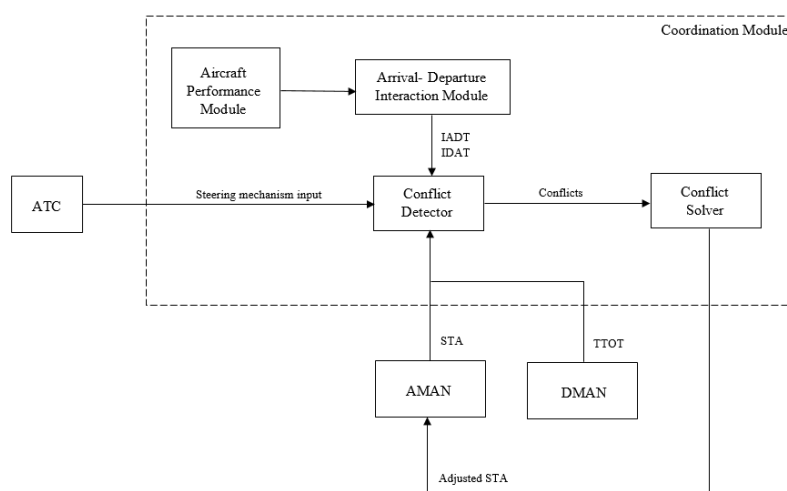 Coordination Module
Aircraft
Performance
Module
Arrival- Departure
Interaction Module
IADT
IDAT
ATC
Steering mechanism input
Conflict
Detector
Conflicts
Conflict
Solver
STA
TTOT
AMAN
DMAN
Adjusted STA